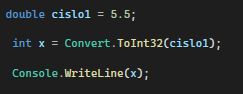 double cislo1 = 5.5;
int x = Convert.ToInt32(cislo1);
Console.WriteLine(x);